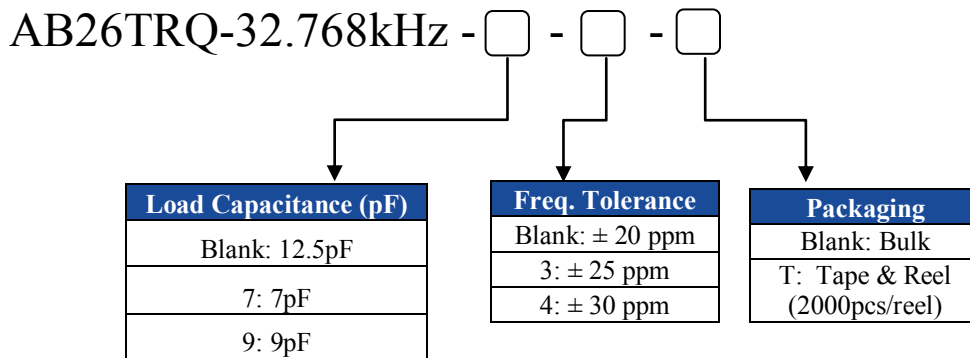 AB26TRQ-32.768kHz - - -
Load Capacitance (pF)
Blank: 12.5pF
7: 7pF
9: 9pF
Freq. Tolerance
Blank: ± 20 ppm
3: ± 25 ppm
4: ± 30 ppm
Packaging
Blank: Bulk
T: Tape & Reel
(2000pcs/reel)